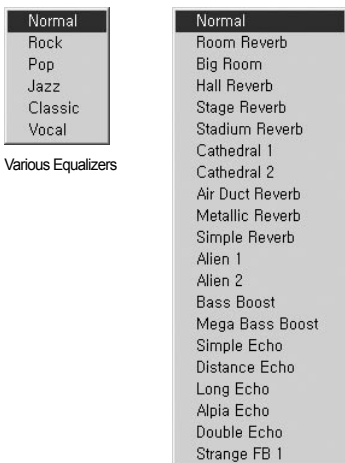 Normal
Rock
Pop
Jazz
Classic
Vocal
Various Equalizers
Normal
Room Reverb
Big Room
Hall Reverb
Stage Reverb
Stadium Reverb
Cathedral 1
Cathedral 2
Air Duct Reverb
Metallic Reverb
Simple Reverb
Alien 1
Alien 2
Bass Boost
Mega Bass Boost
Simple Echo
Distance Echo
Long Echo
Alpia Echo
Double Echo
Strange FB 1